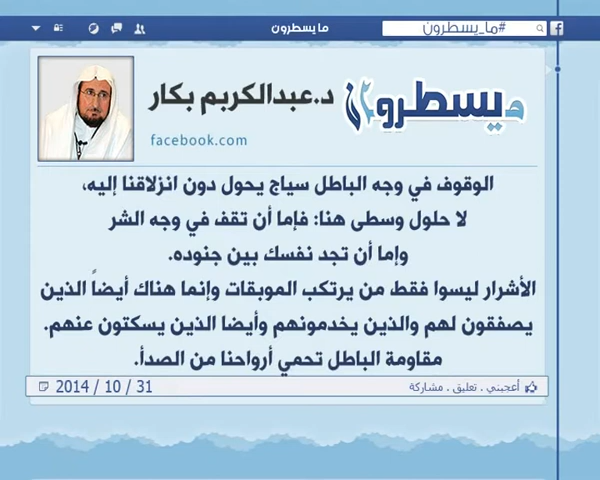 ما يسطرون
#ما_يسطرون
د.عبدالكريم بكار
ما يسطرون
facebook.com
الوقوف في وجه الباطل سياج يحول دون انزلاقنا إليه،
لا حلول وسطى هنا: فإما أن تقف في وجه الشر
وإما أن تجد نفسك بين جنوده.
الأشرار ليسوا فقط من يرتكب الموبقات وإنما هناك أيضاً الذين
يصفقون لهم والذين يخدمونهم وأيضا الذين يسكتون عنهم.
مقاومة الباطل تحمي أرواحنا من الصدأ.
أعجبني . تعليق . مشاركة
2014 / 10 / 31